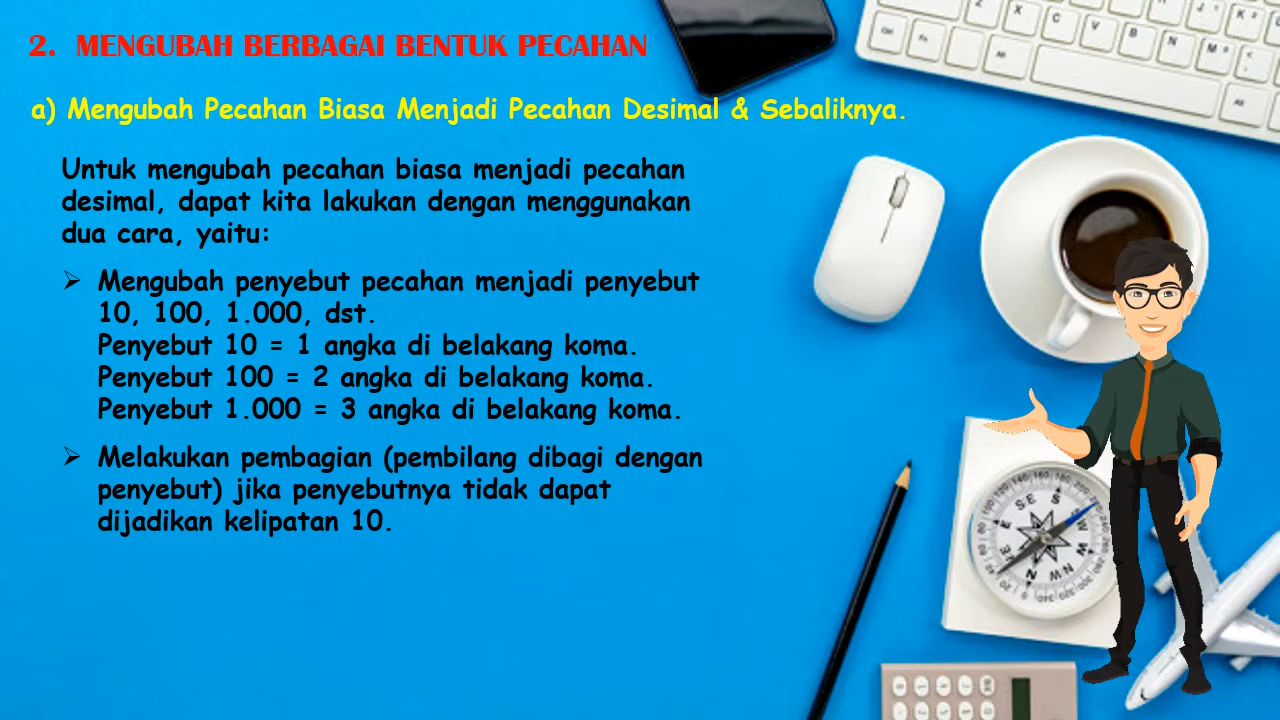 2. MENGUBAH BERBAGAI BENTUK PECAHAN
a) Mengubah Pecahan Biasa Menjadi Pecahan Desimal & Sebaliknya.
Untuk mengubah pecahan biasa menjadi pecahan
desimal, dapat kita lakukan dengan menggunakan
dua cara, yaitu:
➢ Mengubah penyebut pecahan menjadi penyebut
10, 100, 1.000, dst.
Penyebut 10 = 1 angka di belakang koma.
Penyebut 100 = 2 angka di belakang koma.
Penyebut 1.000 = 3 angka di belakang koma.
➢ Melakukan pembagian (pembilang dibagi dengan
penyebut) jika penyebutnya tidak dapat
dijadikan kelipatan 10.